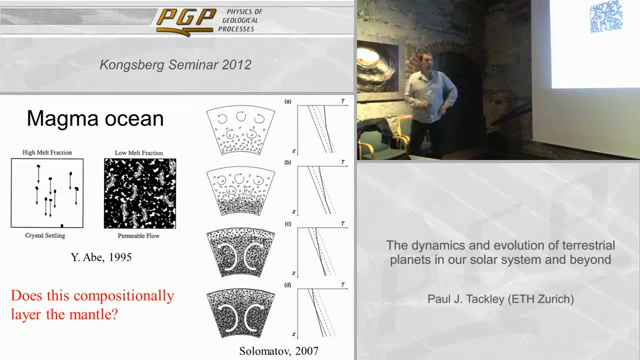 PGP
PHYSICS OF
GEOLOGICAL
PROCESSES
Kongsberg Seminar 2012
Magma ocean
High Melt Fraction
Low Melt Fraction
Crystal Settling
Permeable Flow
Y. Abe, 1995
Does this compositionally
layer the mantle?
(a)
T
z
(b)
T
z
(c)
T
z
(d)
T
z
Solomatov, 2007
The dynamics and evolution of terrestrial
planets in our solar system and beyond
Paul J. Tackley (ETH Zurich)